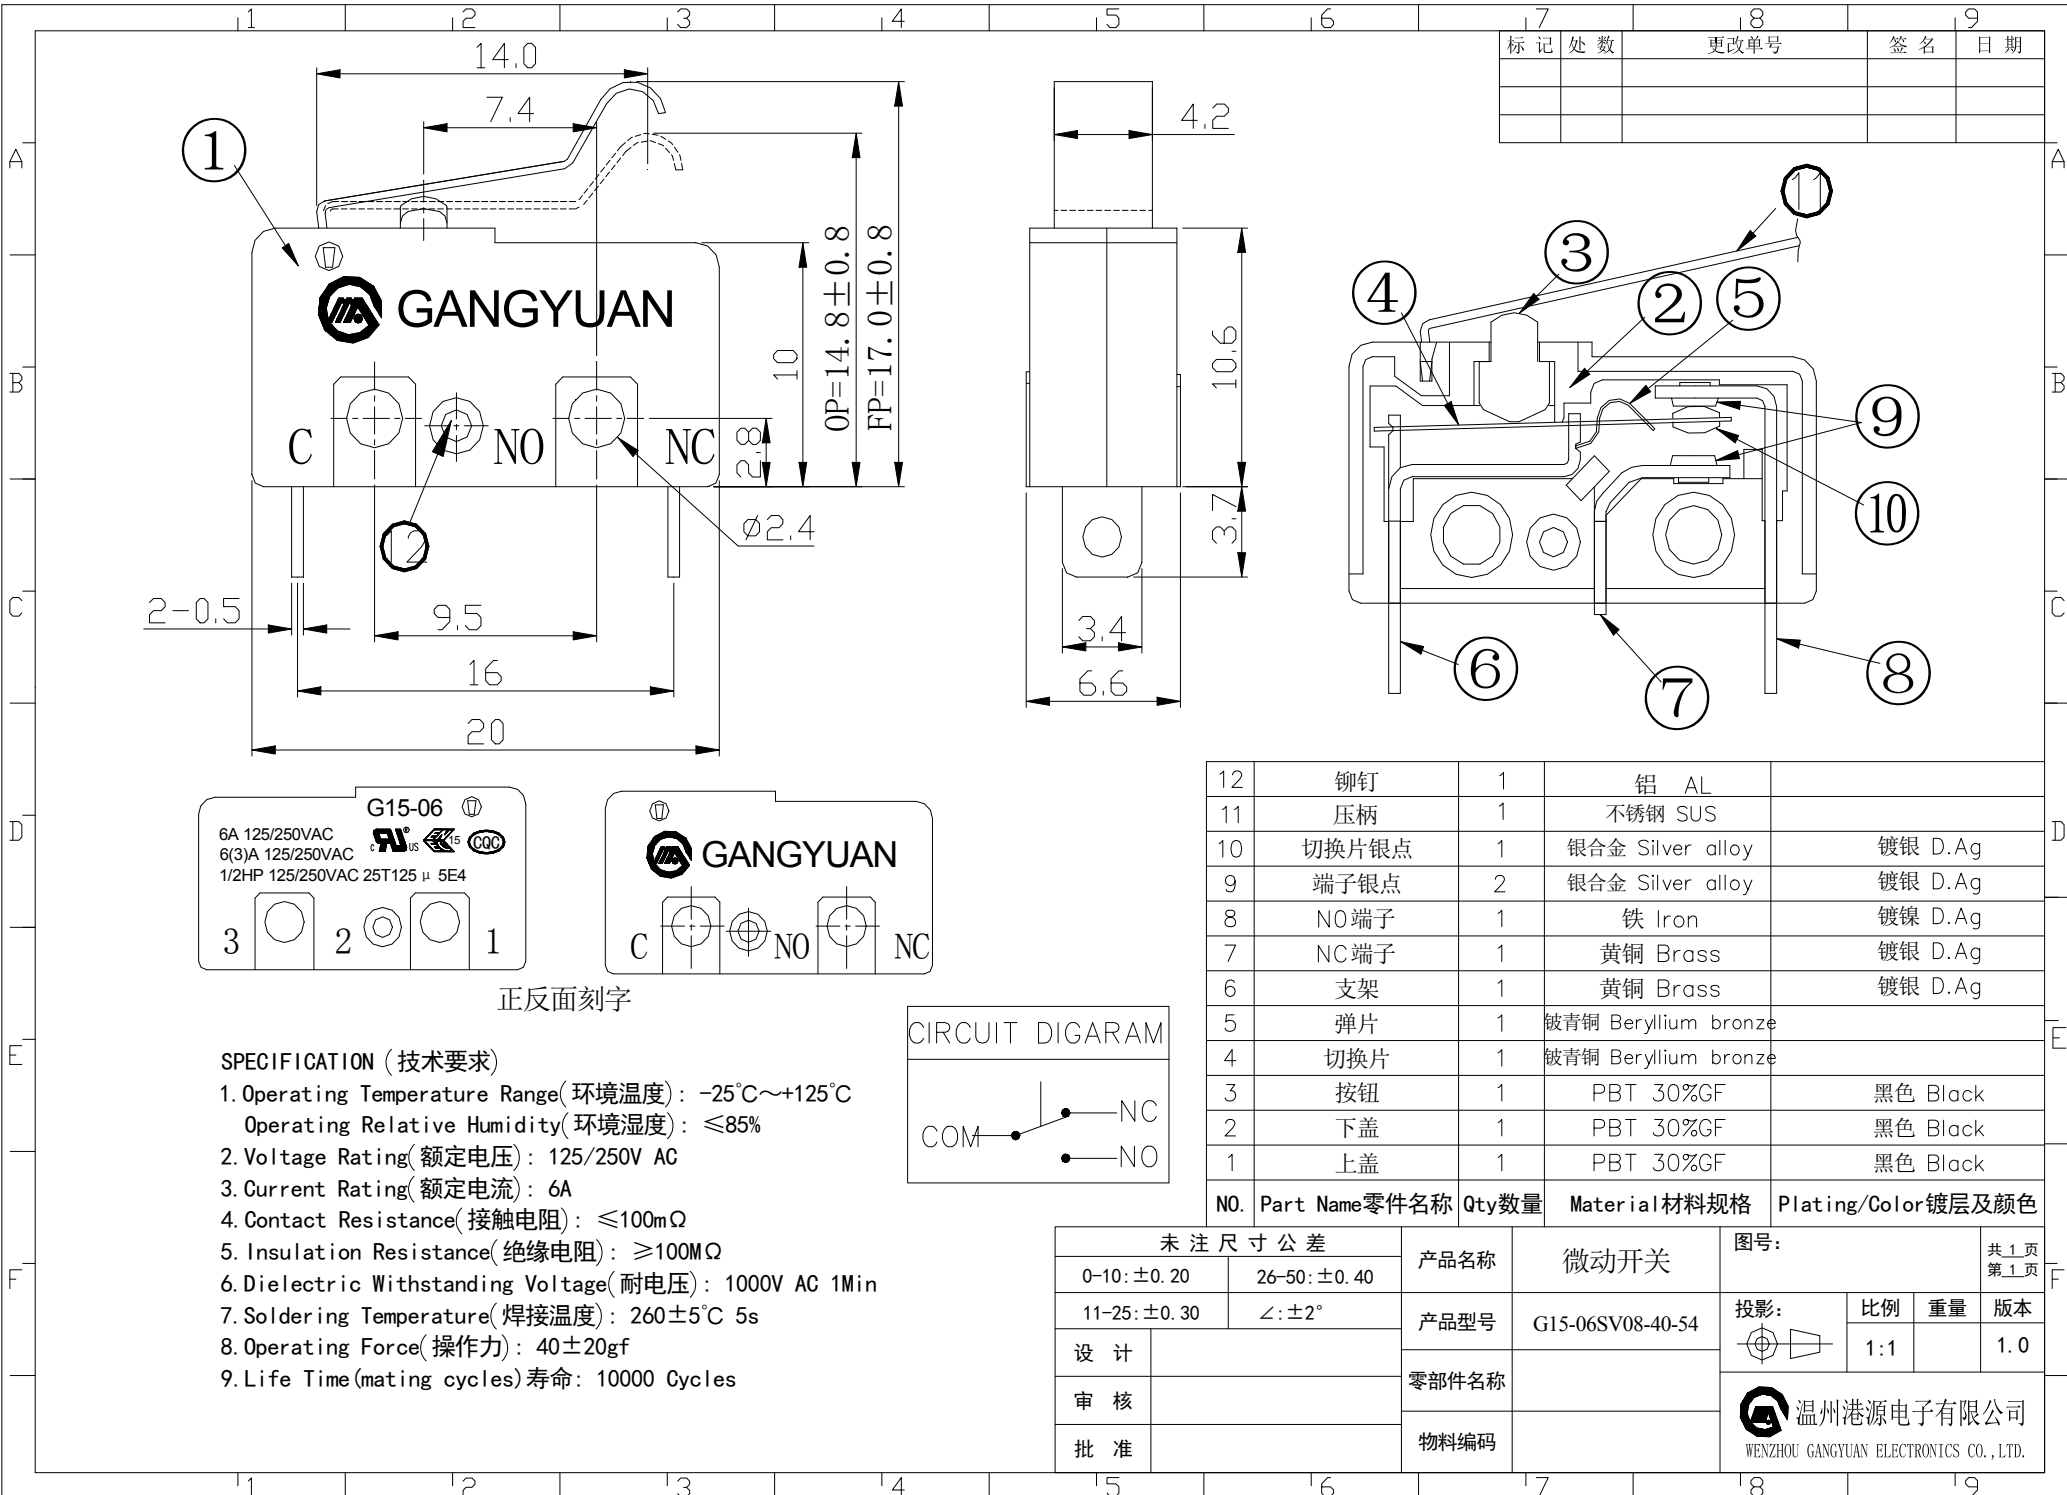 1 2 3 4 5 6 7 8 9
标 记 处 数 更改单号 签 名 日 期
A
B
C
D
E
F
A
B
C
D
E
F
14.0
7.4
①
GANGYUAN
C NO NC
10
2.8
OP=14.8±0.8
FP=17.0±0.8
12
ø2.4
2-0.5
9.5
16
20
4.2
10.6
3.7
3.4
6.6
11
③
④
②
⑤
⑨
⑩
⑥
⑦
⑧
G15-06
6A 125/250VAC
6(3)A 125/250VAC
c RU US ENEC 15 CQC
1/2HP 125/250VAC 25T125 μ 5E4
3 2 1
GANGYUAN
C NO NC
正反面刻字
CIRCUIT DIGARAM
COM
NC
NO
SPECIFICATION (技术要求)
1.Operating Temperature Range(环境温度): -25℃～+125℃
Operating Relative Humidity(环境湿度): ≤85%
2.Voltage Rating(额定电压): 125/250V AC
3.Current Rating(额定电流): 6A
4.Contact Resistance(接触电阻): ≤100mΩ
5.Insulation Resistance(绝缘电阻): ≥100MΩ
6.Dielectric Withstanding Voltage(耐电压): 1000V AC 1Min
7.Soldering Temperature(焊接温度): 260±5℃ 5s
8.Operating Force(操作力): 40±20gf
9.Life Time(mating cycles)寿命: 10000 Cycles
12 铆钉 1 铝 AL
11 压柄 1 不锈钢 SUS
10 切换片银点 1 银合金 Silver alloy 镀银 D.Ag
9 端子银点 2 银合金 Silver alloy 镀银 D.Ag
8 NO端子 1 铁 Iron 镀镍 D.Ag
7 NC端子 1 黄铜 Brass 镀银 D.Ag
6 支架 1 黄铜 Brass 镀银 D.Ag
5 弹片 1 铍青铜 Beryllium bronze
4 切换片 1 铍青铜 Beryllium bronze
3 按钮 1 PBT 30%GF 黑色 Black
2 下盖 1 PBT 30%GF 黑色 Black
1 上盖 1 PBT 30%GF 黑色 Black
NO. Part Name零件名称 Qty数量 Material材料规格 Plating/Color镀层及颜色
未 注 尺 寸 公 差
0-10:±0.20 26-50:±0.40
11-25:±0.30 ∠:±2°
设 计
审 核
批 准
产品名称 微动开关
产品型号 G15-06SV08-40-54
零部件名称
物料编码
图号:
共 1 页
第 1 页
投影: 比例 重量 版本
1:1 1.0
温州港源电子有限公司
WENZHOU GANGYUAN ELECTRONICS CO.,LTD.
1 2 3 4 5 6 7 8 9